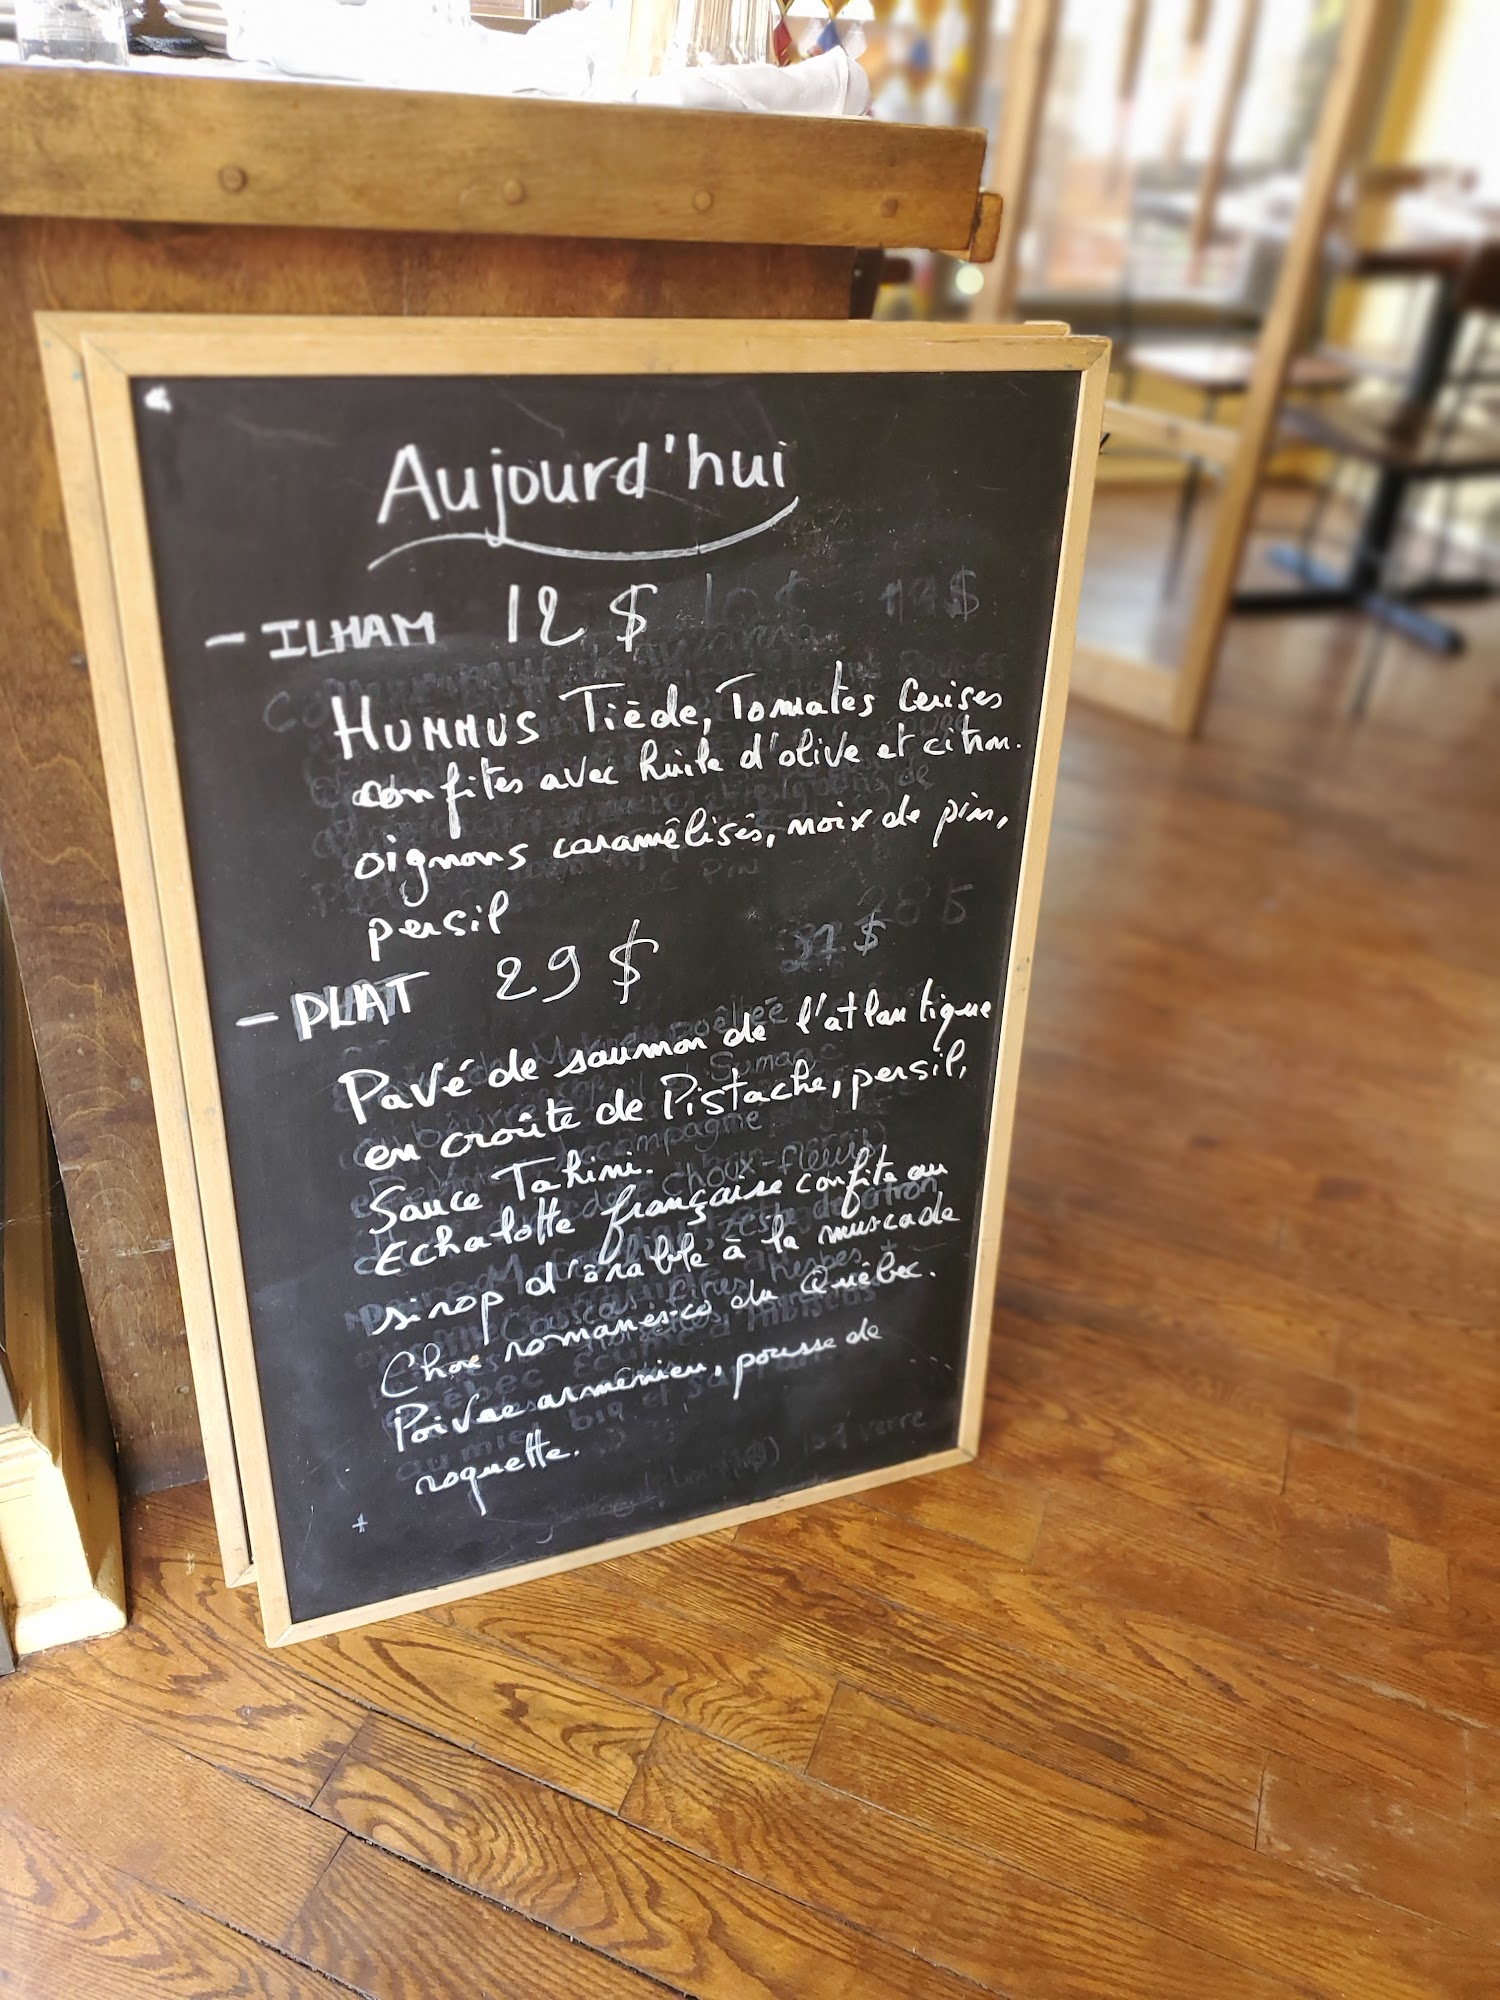 Aujourd'hui
- ILHAM 12 $
HUMMUS Tiède, Tomates Cerises
confites avec huile d'olive et citron.
oignons caramélisés, noix de pin,
persil
- PLAT 29 $
Pavé de saumon de l'atlantique
en croûte de Pistache, persil,
Sauce Tahini.
Echalotte française confite au
sirop d'érable à la muscade
Chou romanesco du Québec.
Poivre arménien, pousse de
roquette.